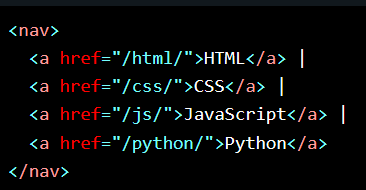 <nav>
  <a href="/html/">HTML</a> |
  <a href="/css/">CSS</a> |
  <a href="/js/">JavaScript</a> |
  <a href="/python/">Python</a>
</nav>